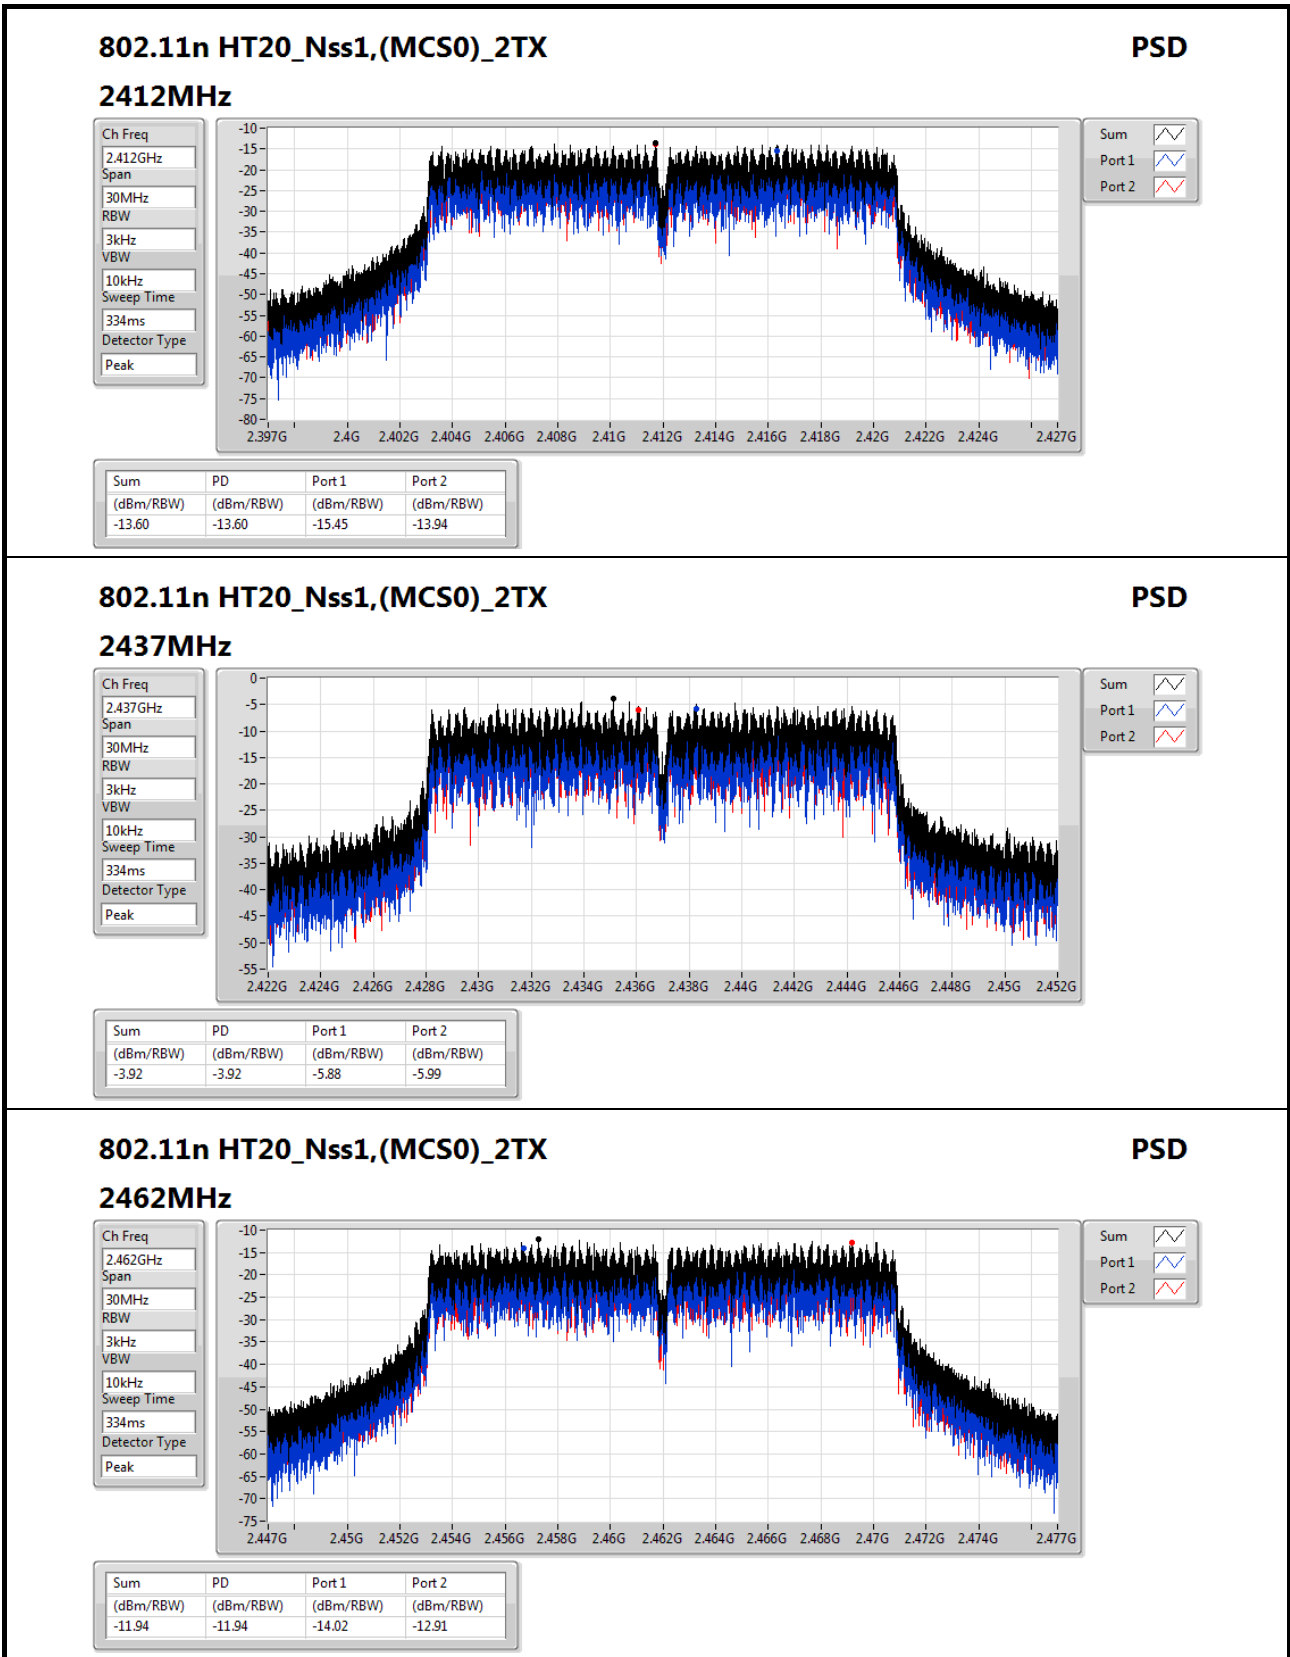 802.11n HT20_Nss1,(MCS0)_2TX PSD
2412MHz
Ch Freq
2.412GHz
Span
30MHz
RBW
3kHz
VBW
10kHz
Sweep Time
334ms
Detector Type
Peak
-10
-15
-20
-25
-30
-35
-40
-45
-50
-55
-60
-65
-70
-75
-80
2.397G 2.4G 2.402G 2.404G 2.406G 2.408G 2.41G 2.412G 2.414G 2.416G 2.418G 2.42G 2.422G 2.424G 2.427G
Sum
Port 1
Port 2
Sum PD Port 1 Port 2
(dBm/RBW) (dBm/RBW) (dBm/RBW) (dBm/RBW)
-13.60 -13.60 -15.45 -13.94
802.11n HT20_Nss1,(MCS0)_2TX PSD
2437MHz
Ch Freq
2.437GHz
Span
30MHz
RBW
3kHz
VBW
10kHz
Sweep Time
334ms
Detector Type
Peak
0
-5
-10
-15
-20
-25
-30
-35
-40
-45
-50
-55
2.422G 2.424G 2.426G 2.428G 2.43G 2.432G 2.434G 2.436G 2.438G 2.44G 2.442G 2.444G 2.446G 2.448G 2.45G 2.452G
Sum
Port 1
Port 2
Sum PD Port 1 Port 2
(dBm/RBW) (dBm/RBW) (dBm/RBW) (dBm/RBW)
-3.92 -3.92 -5.88 -5.99
802.11n HT20_Nss1,(MCS0)_2TX PSD
2462MHz
Ch Freq
2.462GHz
Span
30MHz
RBW
3kHz
VBW
10kHz
Sweep Time
334ms
Detector Type
Peak
-10
-15
-20
-25
-30
-35
-40
-45
-50
-55
-60
-65
-70
-75
2.447G 2.45G 2.452G 2.454G 2.456G 2.458G 2.46G 2.462G 2.464G 2.466G 2.468G 2.47G 2.472G 2.474G 2.477G
Sum
Port 1
Port 2
Sum PD Port 1 Port 2
(dBm/RBW) (dBm/RBW) (dBm/RBW) (dBm/RBW)
-11.94 -11.94 -14.02 -12.91